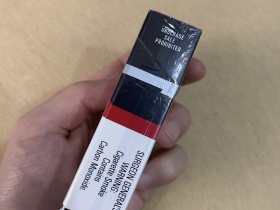 UNDERAGE
SALE
PROHIBITED
SURGEON GENERAL'S
WARNING:
Cigarette Smoke
Contains
Carbon Monoxide.